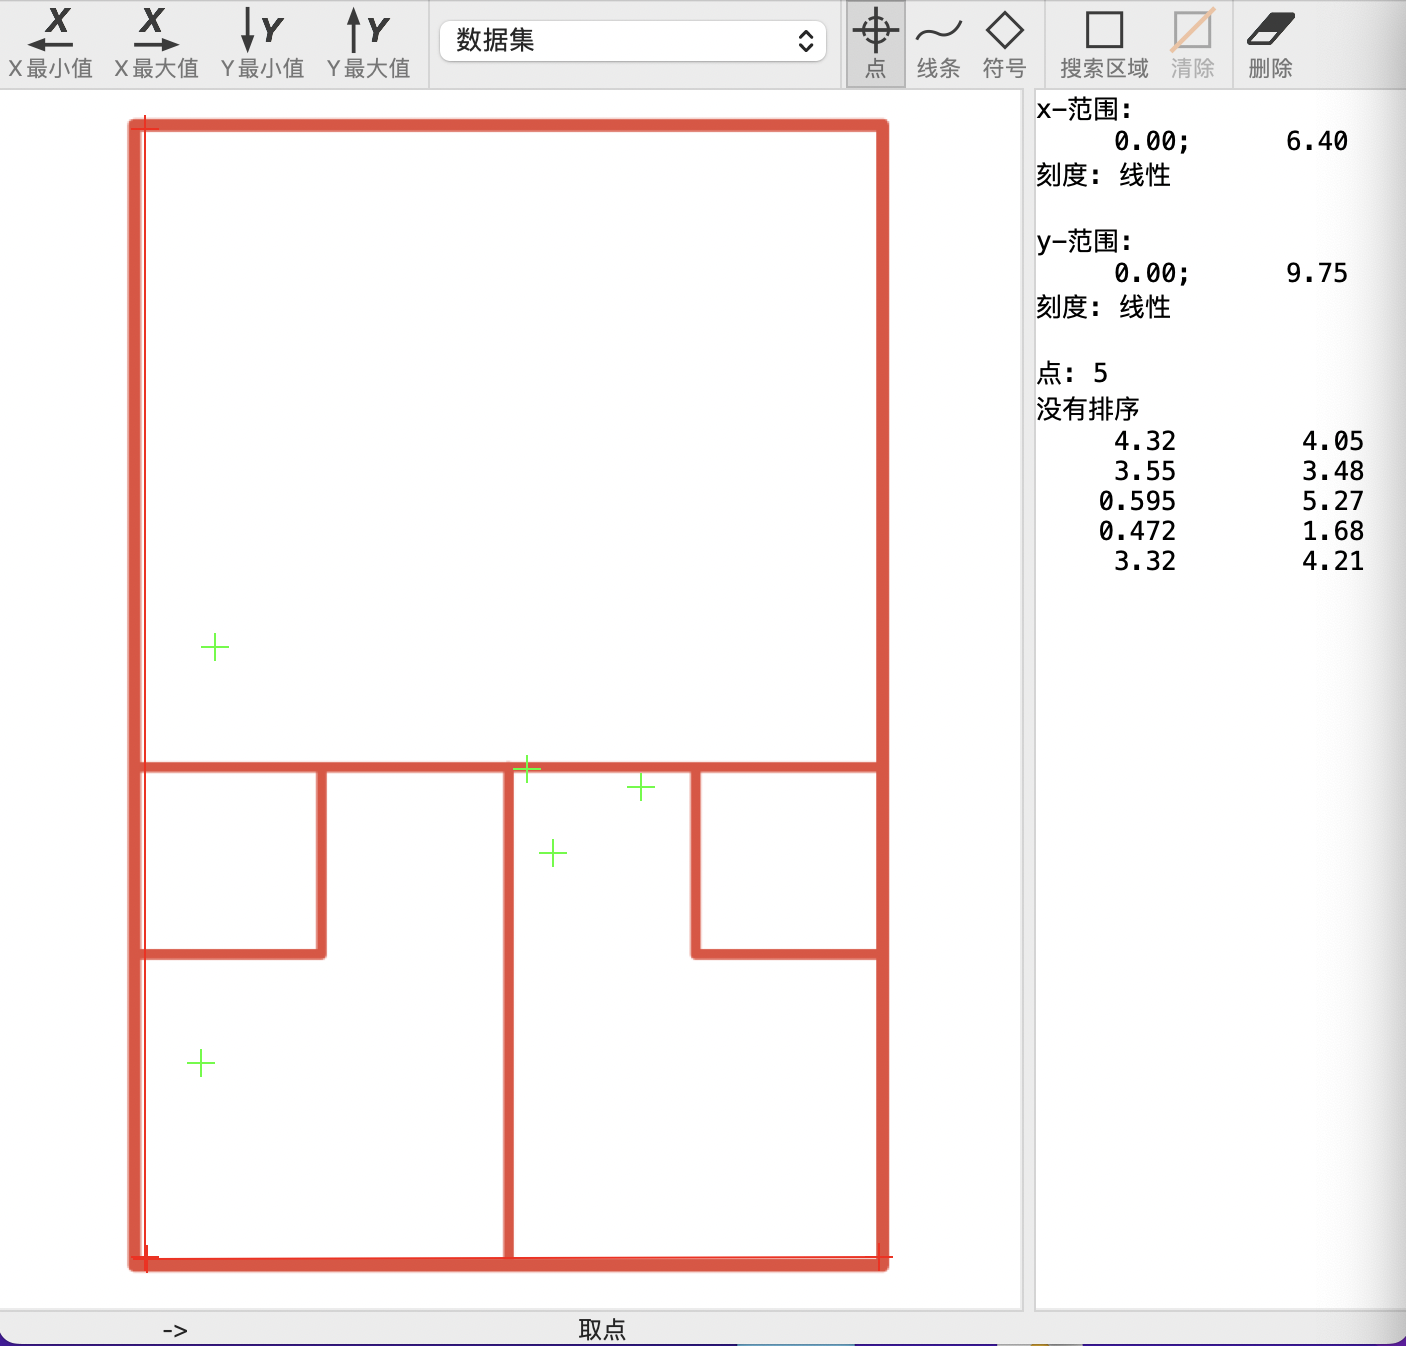 X Y Y
X最小值 X最大值 Y最小值 Y最大值 数据集 点 线条 符号 搜索区域 清除 删除
x-范围:
0.00; 6.40
刻度: 线性
y-范围:
0.00; 9.75
刻度: 线性
点: 5
没有排序
4.32 4.05
3.55 3.48
0.595 5.27
0.472 1.68
3.32 4.21
-> 取点